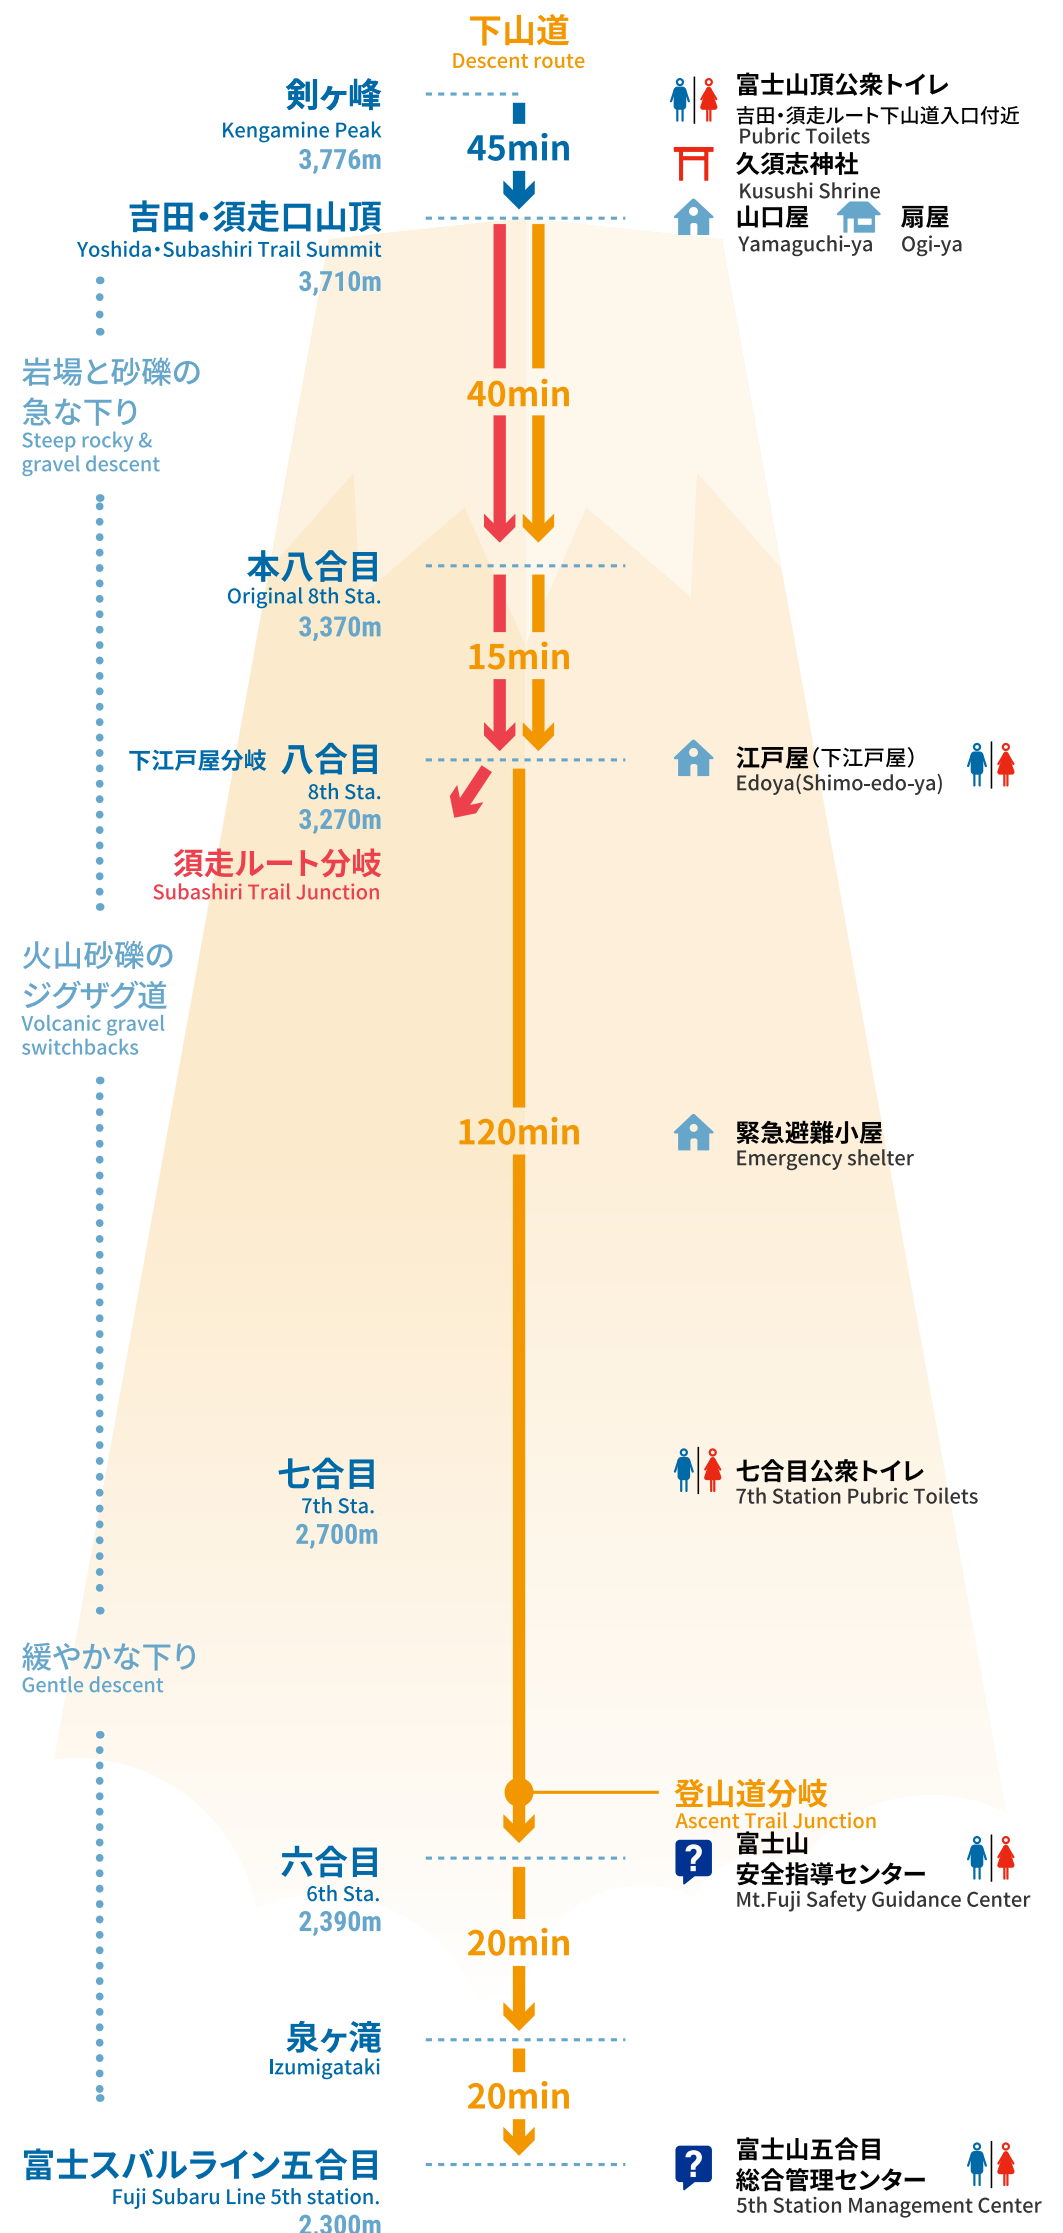 下山道
Descent route
剣ヶ峰
Kengamine Peak
3,776m
45min
富士山頂公衆トイレ
吉田・須走ルート下山道入口付近
Pubric Toilets
久須志神社
Kusushi Shrine
山口屋
Yamaguchi-ya
扇屋
Ogi-ya
吉田・須走口山頂
Yoshida・Subashiri Trail Summit
3,710m
岩場と砂礫の
急な下り
Steep rocky &
gravel descent
40min
本八合目
Original 8th Sta.
3,370m
15min
下江戸屋分岐 八合目
8th Sta.
3,270m
江戸屋(下江戸屋)
Edoya(Shimo-edo-ya)
須走ルート分岐
Subashiri Trail Junction
火山砂礫の
ジグザグ道
Volcanic gravel
switchbacks
120min
緊急避難小屋
Emergency shelter
七合目
7th Sta.
2,700m
七合目公衆トイレ
7th Station Pubric Toilets
緩やかな下り
Gentle descent
登山道分岐
Ascent Trail Junction
六合目
6th Sta.
2,390m
富士山
安全指導センター
Mt.Fuji Safety Guidance Center
?
20min
泉ヶ滝
Izumigataki
20min
富士スバルライン五合目
Fuji Subaru Line 5th station.
2,300m
?
富士山五合目
総合管理センター
5th Station Management Center